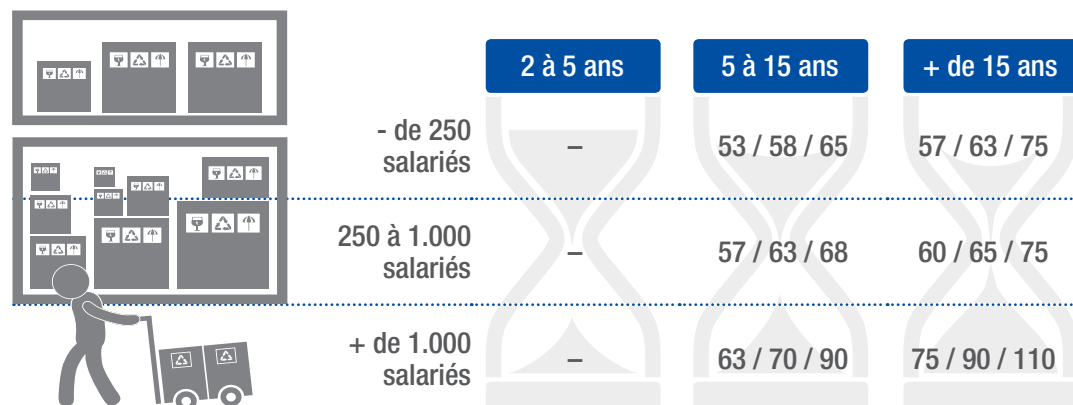 2 à 5 ans 5 à 15 ans + de 15 ans
- de 250
salariés
– 53 / 58 / 65 57 / 63 / 75
250 à 1.000
salariés
– 57 / 63 / 68 60 / 65 / 75
+ de 1.000
salariés
– 63 / 70 / 90 75 / 90 / 110